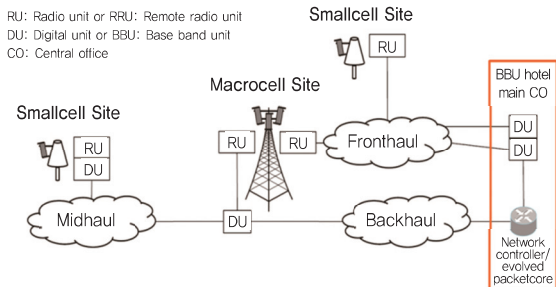 RU: Radio unit or RRU: Remote radio unit
DU: Digital unit or BBU: Base band unit
CO: Central office
Smallcell Site
RU
Macrocell Site
BBU hotel
main CO
Smallcell Site
RU
DU
RU
RU
Fronthaul
DU
DU
Midhaul
DU
Backhaul
Network
controller/
evolved
packetcore